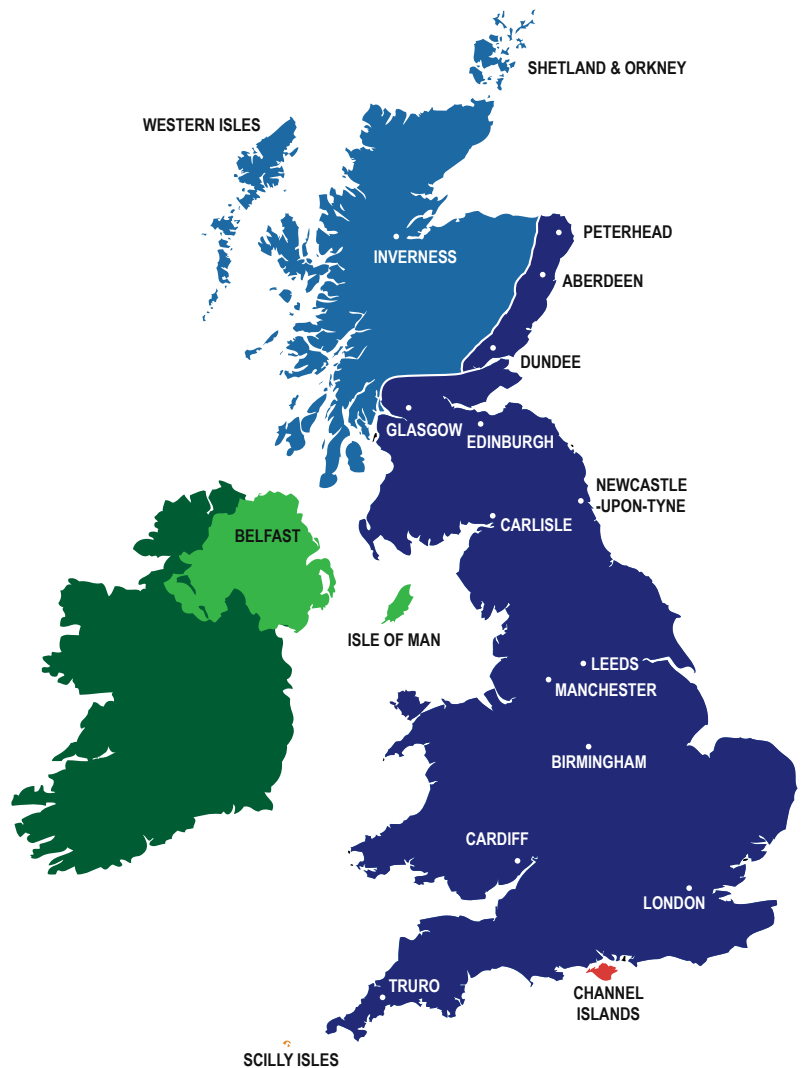 SHETLAND & ORKNEY
WESTERN ISLES
PETERHEAD
INVERNESS
ABERDEEN
DUNDEE
GLASGOW
EDINBURGH
NEWCASTLE
-UPON-TYNE
CARLISLE
BELFAST
ISLE OF MAN
LEEDS
MANCHESTER
BIRMINGHAM
CARDIFF
LONDON
TRURO
CHANNEL
ISLANDS
SCILLY ISLES